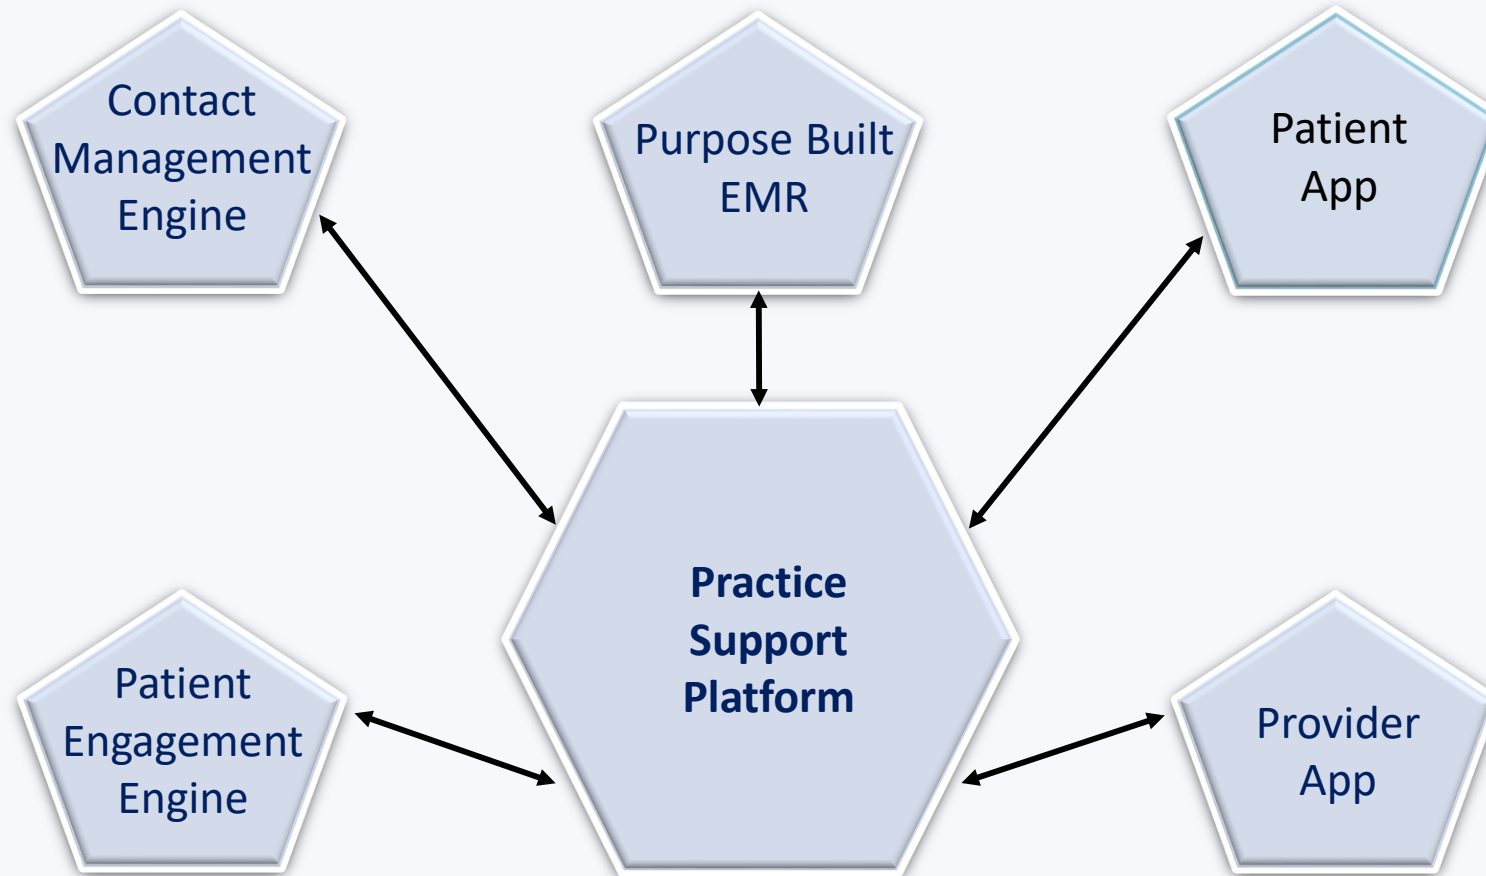 Contact
Management
Engine
Purpose Built
EMR
Patient
App
Practice
Support
Platform
Patient
Engagement
Engine
Provider
App